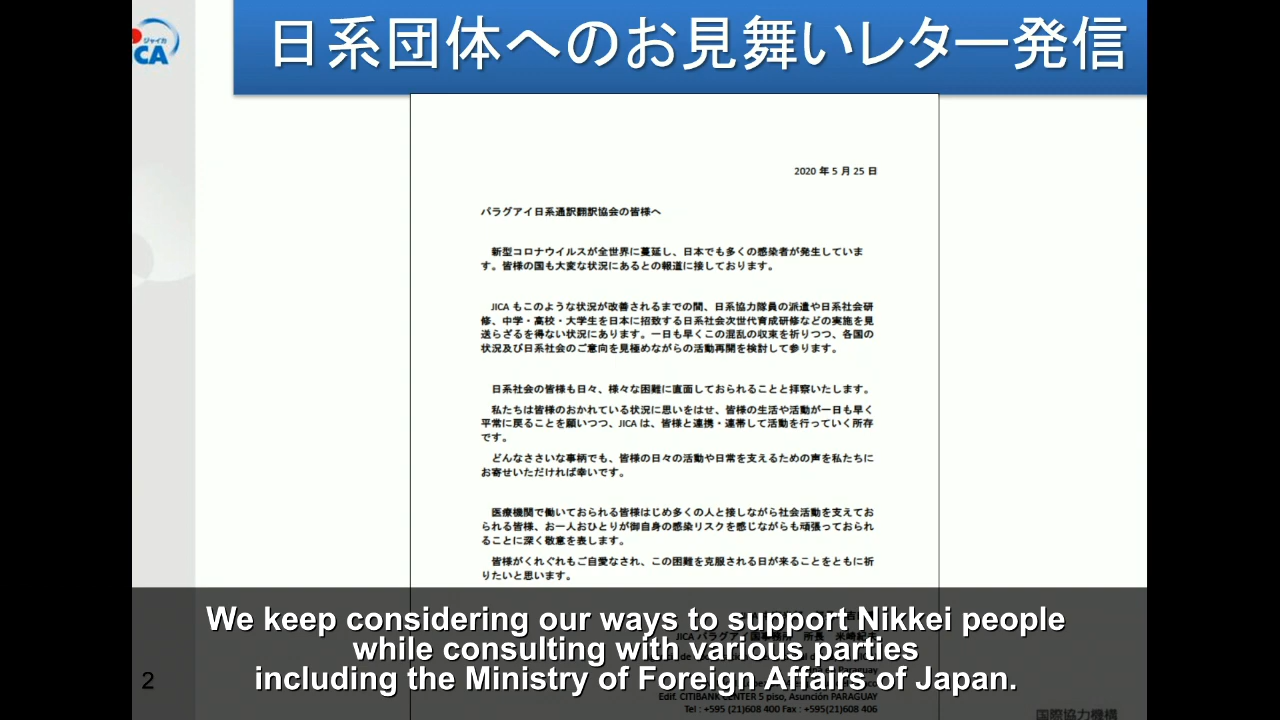 ジャイカ
CA
日系団体へのお見舞いレター発信
2020 年 5 月 25 日
パラグアイ日系通訳翻訳協会の皆様へ
新型コロナウイルスが全世界に蔓延し、日本でも多くの感染者が発生していま
す。皆様の国も大変な状況にあるとの報道に接しております。
JICA もこのような状況が改善されるまでの間、日系協力隊員の派遣や日系社会研
修、中学・高校・大学生を日本に招致する日系社会次世代育成研修などの実施を見
送らざるを得ない状況にあります。一日も早くこの混乱の収束を祈りつつ、各国の
状況及び日系社会のご意向を見極めながらの活動再開を検討して参ります。
日系社会の皆様も日々、様々な困難に直面しておられることと拝察いたします。
私たちは皆様のおかれている状況に思いをはせ、皆様の生活や活動が一日も早く
平常に戻ることを願いつつ、JICA は、皆様と連携・連帯して活動を行っていく所存
です。
どんなささいな事柄でも、皆様の日々の活動や日常を支えるための声を私たちに
お寄せいただければ幸いです。
医療機関で働いておられる皆様はじめ多くの人と接しながら社会活動を支えてお
られる皆様、お一人おひとりが御自身の感染リスクを感じながらも頑張っておられ
ることに深く敬意を表します。
皆様がくれぐれもご自愛なされ、この困難を克服される日が来ることをともに祈
りたいと思います。
We keep considering our ways to support Nikkei people
JICA パラグアイ国事務所 所長
while consulting with various parties
Paraguay
including the Ministry of Foreign Affairs of Japan.
2
Edif. CITIBANK CENTER 5 piso, Asunción PARAGUAY
Tel : +595 (21)608 400 Fax : +595(21)608 406
国際協力機構